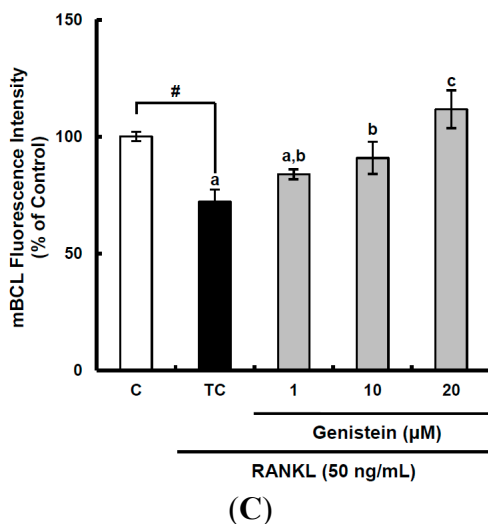 150
100
50
0
mBCL Fluorescence Intensity
(% of Control)
#
a
a,b
b
c
C TC 1 10 20
Genistein (μM)
RANKL (50 ng/mL)
(C)